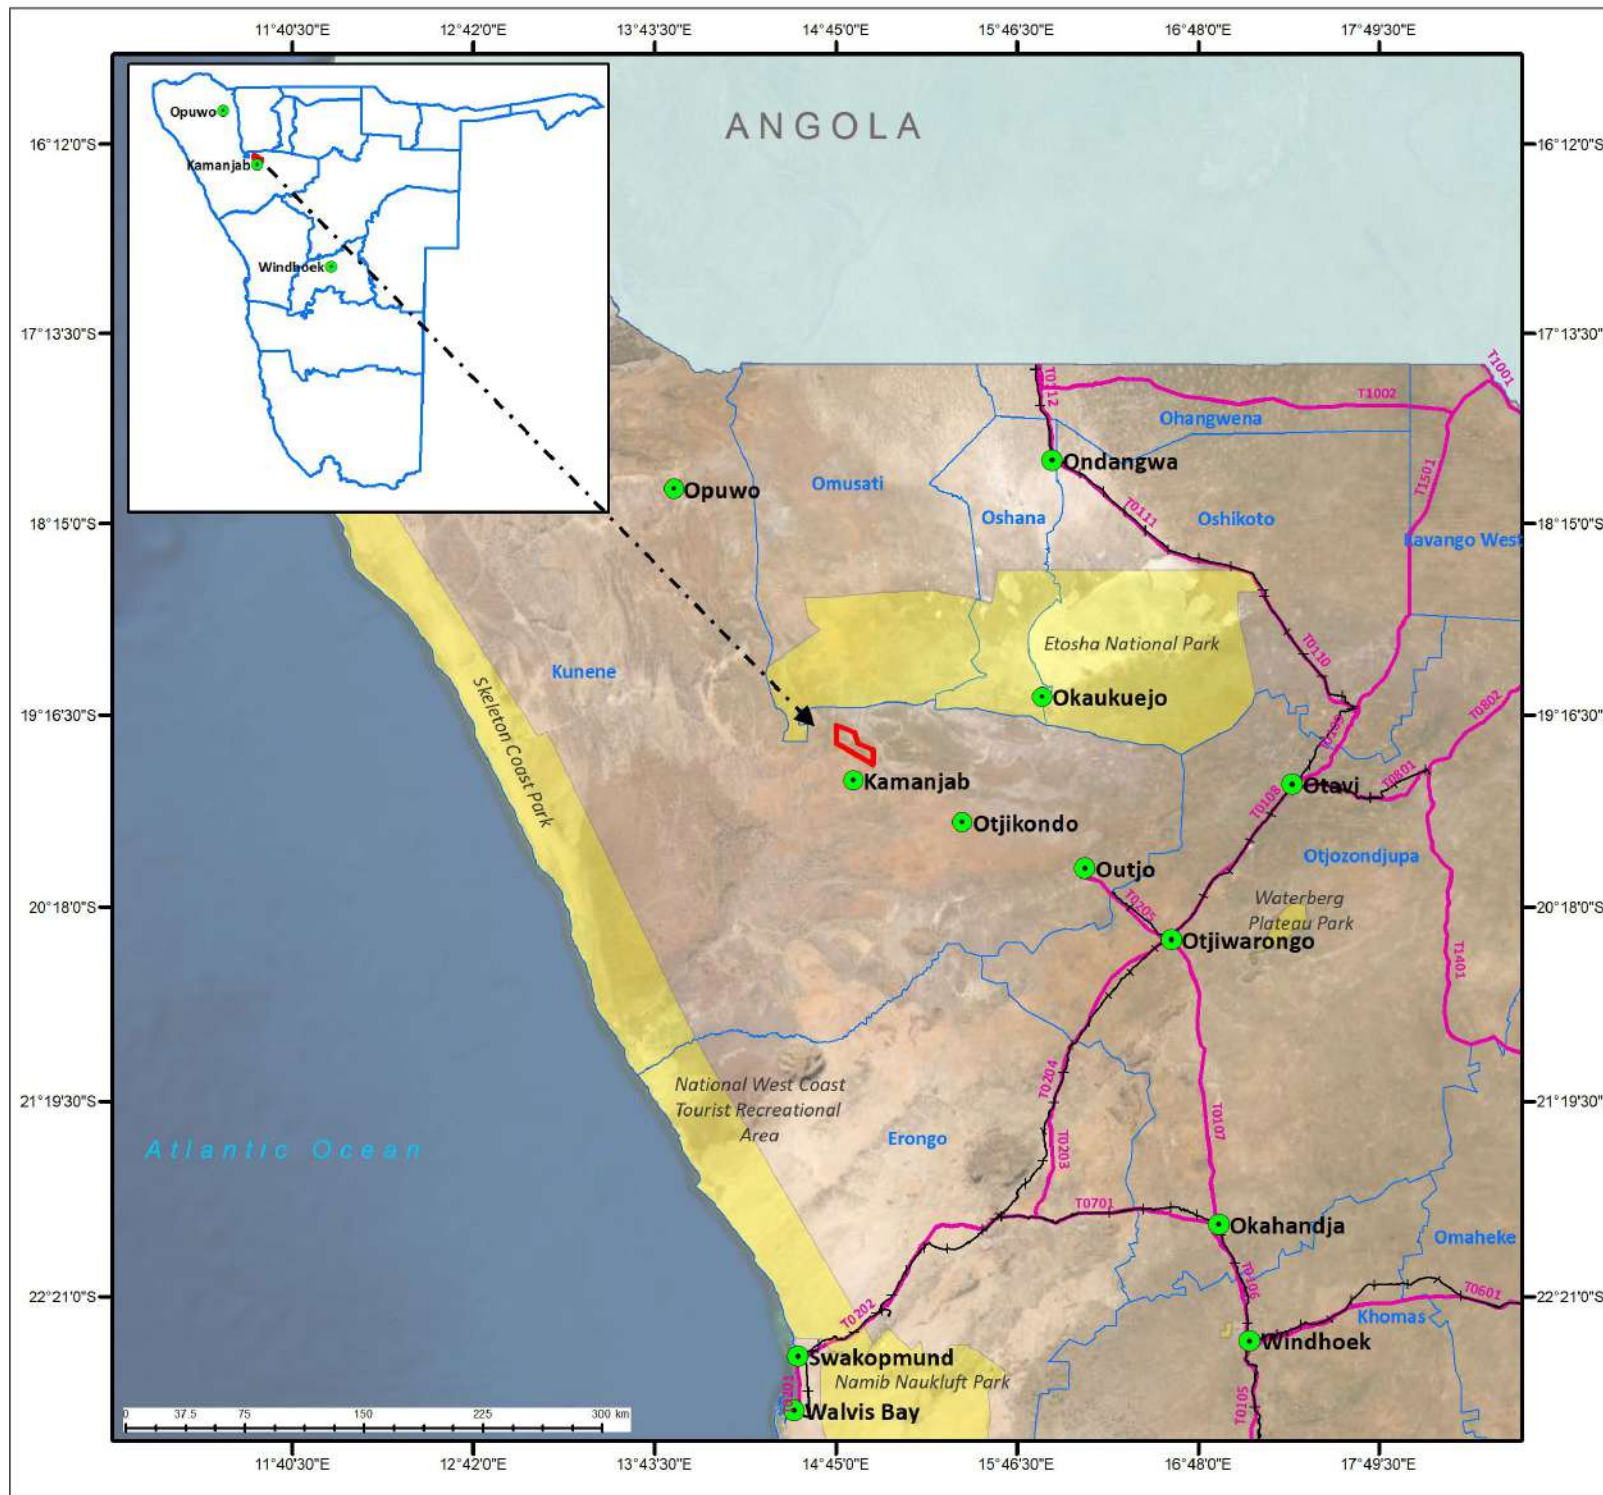 11°40'30"E
12°42'0"E
13°43'30"E
14°45'0"E
15°46'30"E
16°48'0"E
17°49'30"E
ANGOLA
Opuwo
Kamanjab
Windhoek
16°12'0"S
16°12'0"S
17°13'30"S
17°13'30"S
T0112
T1002
T1001
Ohangwena
Ondangwa
Opuwo
Omusati
T1501
Oshana
T0111
Oshikoto
18°15'0"S
18°15'0"S
Kavango West
Etosha National Park
T0110
Kunene
Skeleton Coast Park
Okaukuejo
T0802
19°16'30"S
19°16'30"S
T0109
Kamanjab
Otavi
T0801
T0108
Otjikondo
Otjozondjupa
Outjo
T0205
Waterberg
Plateau Park
20°18'0"S
20°18'0"S
Otjiwarongo
T1401
T0204
National West Coast
Tourist Recreational
Area
21°19'30"S
21°19'30"S
T0107
Atlantic Ocean
Erongo
T0203
T0701
Okahandja
Omaheke
T0106
22°21'0"S
22°21'0"S
T0202
T0601
Khomas
Windhoek
Swakopmund
Namib Naukluft Park
T0201
T0105
Walvis Bay
0 37.5 75 150 225 300 km
11°40'30"E
12°42'0"E
13°43'30"E
14°45'0"E
15°46'30"E
16°48'0"E
17°49'30"E